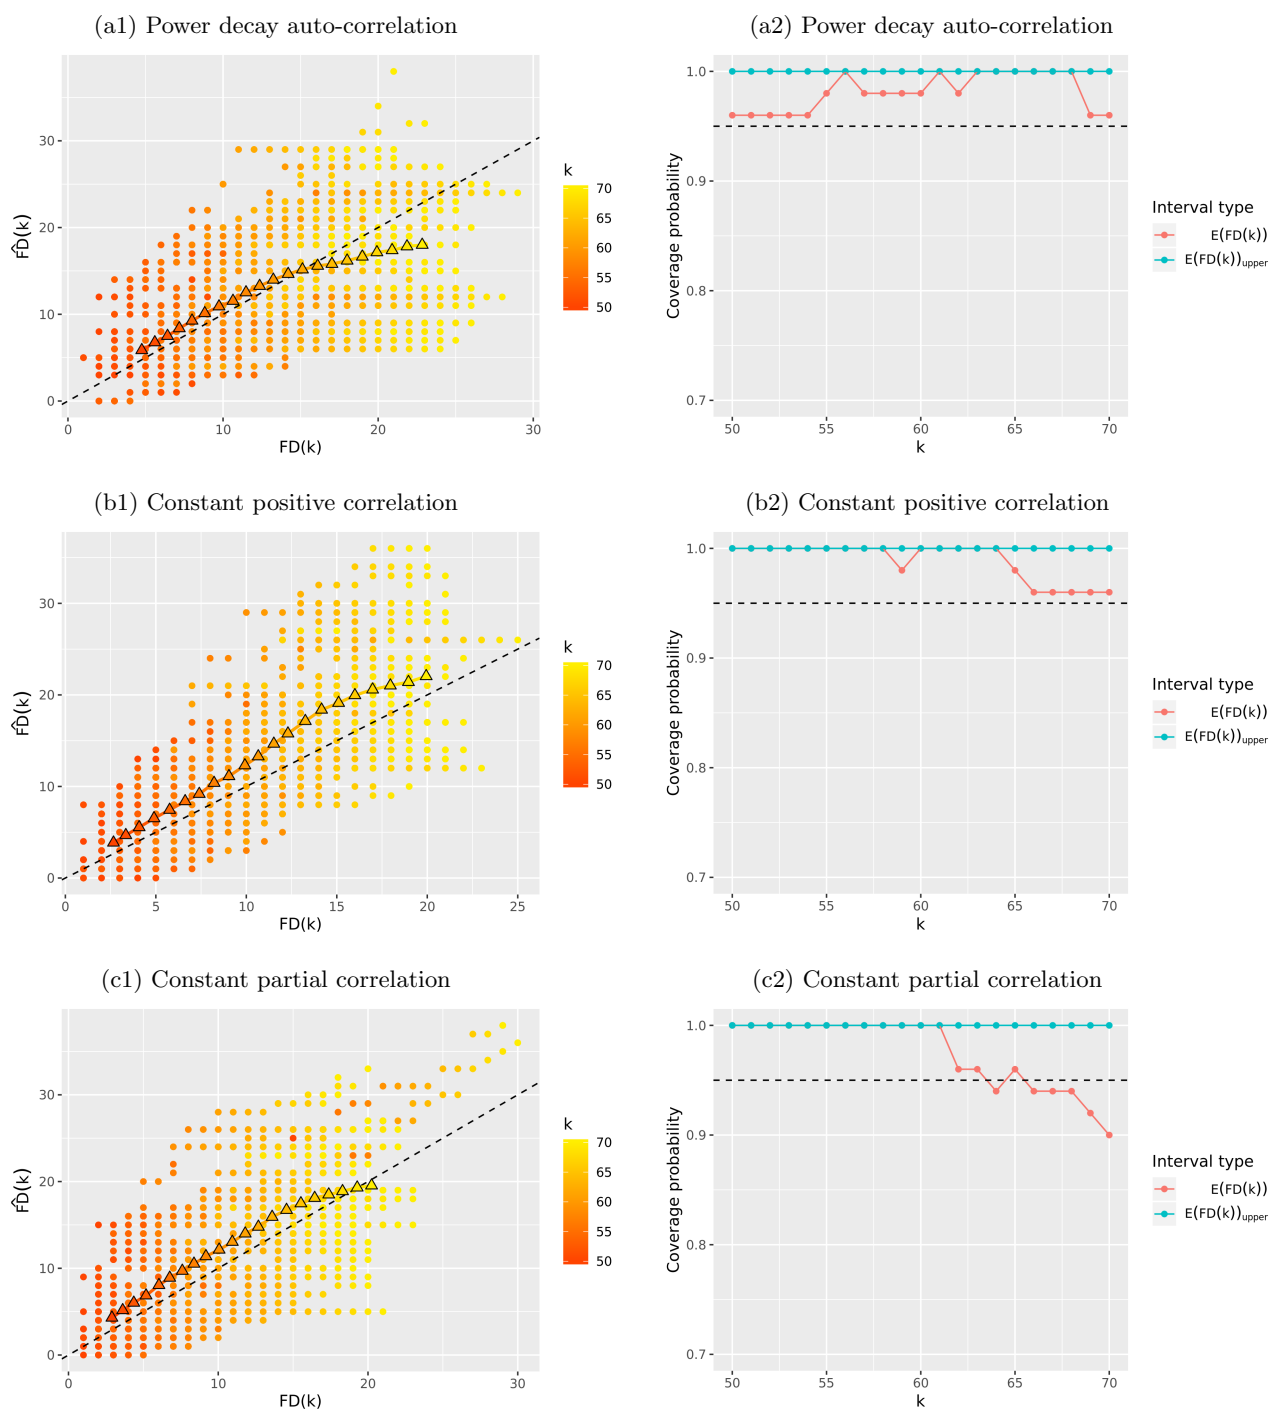 (a1) Power decay auto-correlation
(a2) Power decay auto-correlation
30
20
10
0
F̂D(k)
0
10
20
30
FD(k)
k
70
65
60
55
50
1.0
0.9
0.8
0.7
Coverage probability
50
55
60
65
70
k
Interval type
E(FD(k))
E(FD(k))upper
(b1) Constant positive correlation
(b2) Constant positive correlation
30
20
10
0
F̂D(k)
0
5
10
15
20
25
FD(k)
k
70
65
60
55
50
1.0
0.9
0.8
0.7
Coverage probability
50
55
60
65
70
k
Interval type
E(FD(k))
E(FD(k))upper
(c1) Constant partial correlation
(c2) Constant partial correlation
30
20
10
0
F̂D(k)
0
10
20
30
FD(k)
k
70
65
60
55
50
1.0
0.9
0.8
0.7
Coverage probability
50
55
60
65
70
k
Interval type
E(FD(k))
E(FD(k))upper